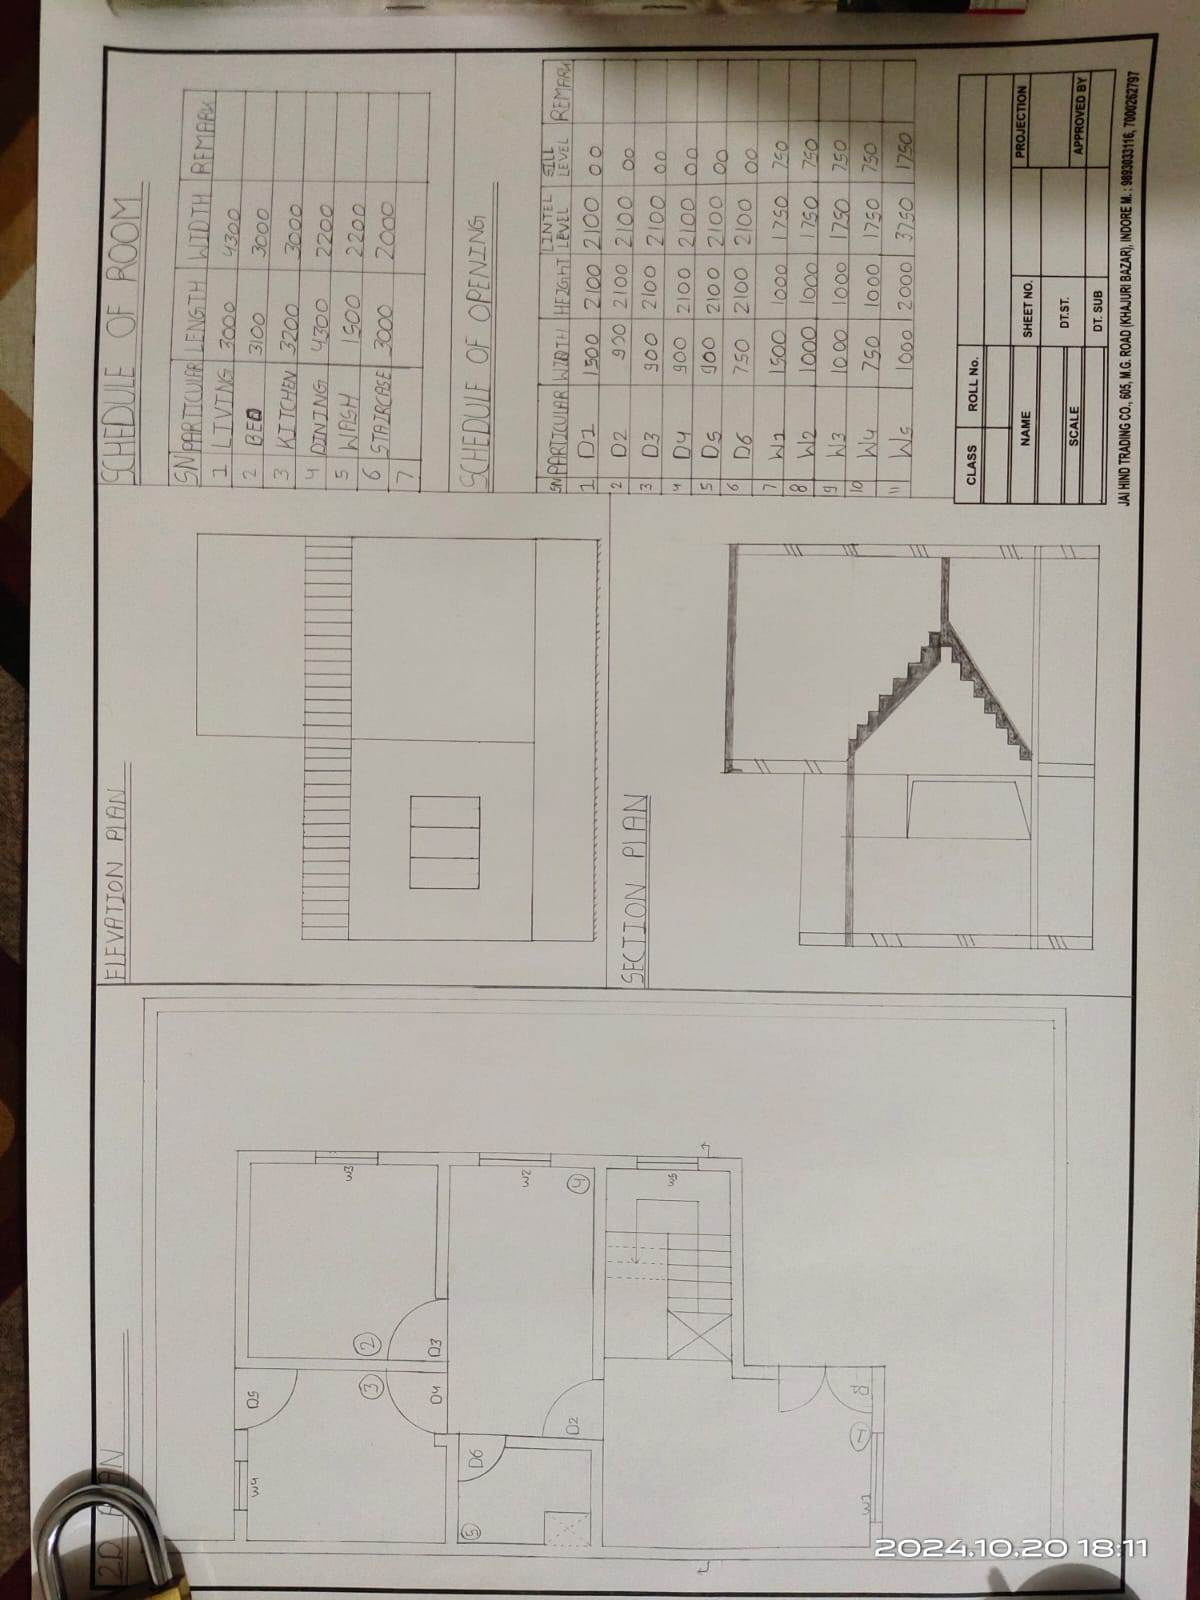 2D PLAN
W4
D5
W3
3
2
D4
D3
5
D6
W2
D2
4
W5
W1
1
D1
ELEVATION PLAN
SECTION PLAN
SCHEDULE OF ROOM
SN PARTICULAR LENGTH WIDTH REMARK
1 LIVING 3000 4300
2 BED 3100 3000
3 KITCHEN 3200 3000
4 DINING 4300 2200
5 WASH 1500 2200
6 STAIRCASE 3000 2000
7
SCHEDULE OF OPENING
SN PARTICULAR WIDTH HEIGHT LINTEL LEVEL SILL LEVEL REMARK
1 D1 1500 2100 2100 00
2 D2 900 2100 2100 00
3 D3 900 2100 2100 00
4 D4 900 2100 2100 00
5 D5 900 2100 2100 00
6 D6 750 2100 2100 00
7 W1 1500 1000 1750 750
8 W2 1000 1000 1750 750
9 W3 1000 1000 1750 750
10 W4 750 1000 1750 750
11 W5 1000 2000 3750 1750
CLASS ROLL No.
NAME SHEET NO. PROJECTION
SCALE DT.ST.
DT. SUB APPROVED BY
JAI HIND TRADING CO., 605, M.G. ROAD (KHAJURI BAZAR), INDORE M. : 9893033116, 7000262797
2024.10.20 18:11